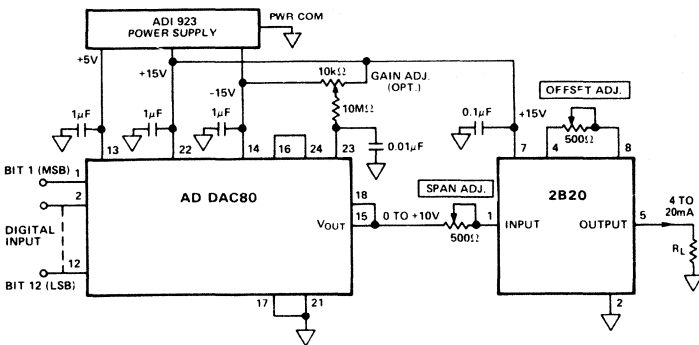 ADI 923
POWER SUPPLY
PWR COM
+5V
+15V
-15V
10kΩ
GAIN ADJ.
(OPT.)
10MΩ
1μF
1μF
1μF
0.01μF
0.1μF
+15V
OFFSET ADJ.
500Ω
13
22
14
16
24
23
7
4
8
BIT 1 (MSB)
1
2
DIGITAL
INPUT
12
BIT 12 (LSB)
AD DAC80
18
15
VOUT
0 TO +10V
SPAN ADJ.
500Ω
1
2B20
INPUT
OUTPUT
5
4 TO
20mA
RL
17
21
2